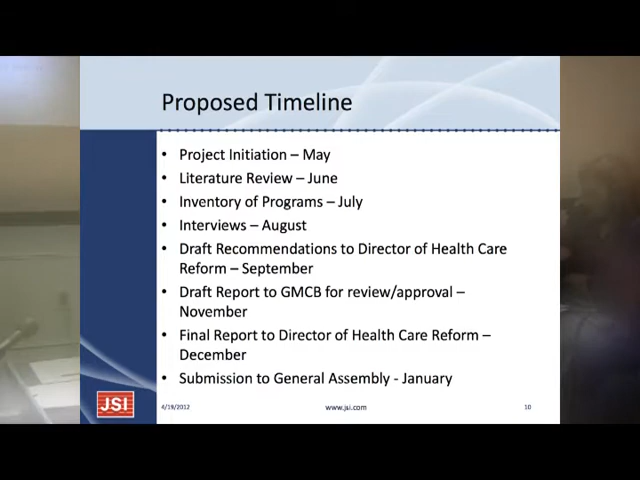 Proposed Timeline
• Project Initiation – May
• Literature Review – June
• Inventory of Programs – July
• Interviews – August
• Draft Recommendations to Director of Health Care
Reform – September
• Draft Report to GMCB for review/approval –
November
• Final Report to Director of Health Care Reform –
December
• Submission to General Assembly - January
JSI
4/19/2012
www.jsi.com
10